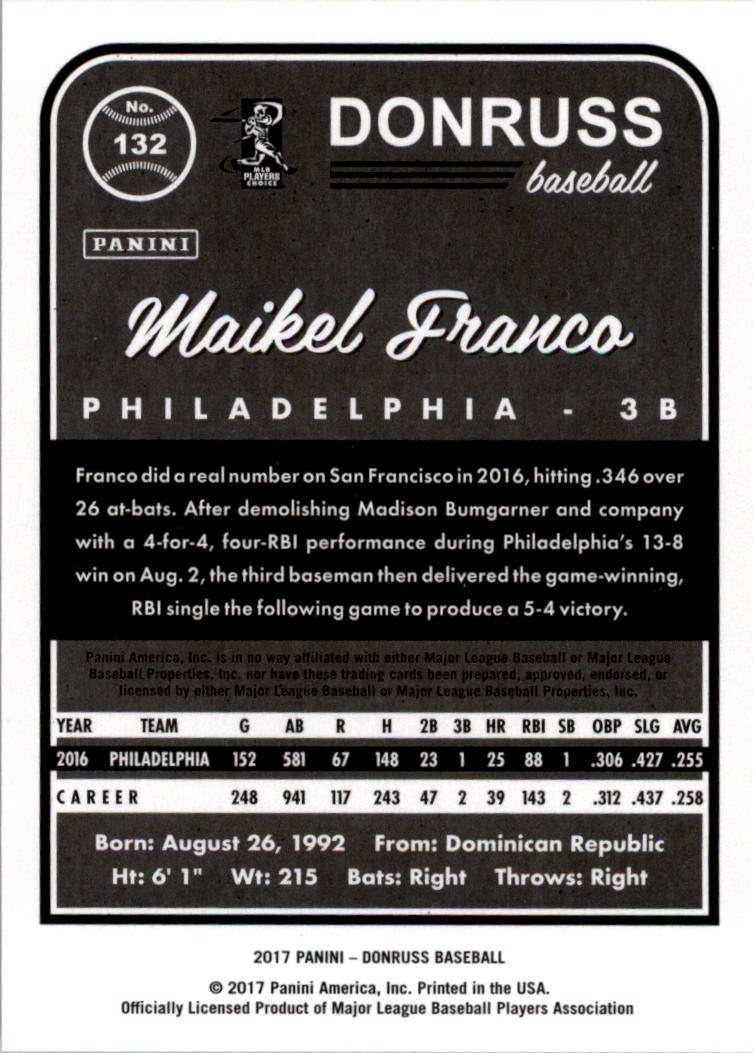 No.
132
MLB
PLAYERS
CHOICE
DONRUSS
baseball
PANINI
Maikel Franco
PHILADELPHIA - 3B
Franco did a real number on San Francisco in 2016, hitting .346 over
26 at-bats. After demolishing Madison Bumgarner and company
with a 4-for-4, four-RBI performance during Philadelphia's 13-8
win on Aug. 2, the third baseman then delivered the game-winning,
RBI single the following game to produce a 5-4 victory.
Panini America, Inc. is in no way affiliated with either Major League Baseball or Major League
Baseball Properties, Inc. nor have these trading cards been prepared, approved, endorsed, or
licensed by either Major League Baseball or Major League Baseball Properties, Inc.
YEAR TEAM G AB R H 2B 3B HR RBI SB OBP SLG AVG
2016 PHILADELPHIA 152 581 67 148 23 1 25 88 1 .306 .427 .255
CAREER 248 941 117 243 47 2 39 143 2 .312 .437 .258
Born: August 26, 1992 From: Dominican Republic
Ht: 6' 1" Wt: 215 Bats: Right Throws: Right
2017 PANINI – DONRUSS BASEBALL
© 2017 Panini America, Inc. Printed in the USA.
Officially Licensed Product of Major League Baseball Players Association